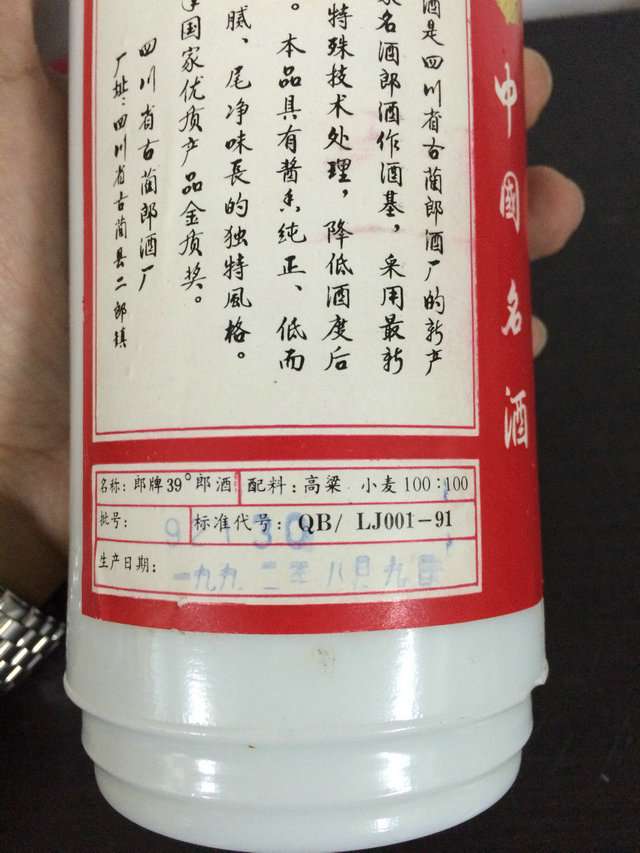 中國名酒
酒是四川省古蔺郎酒厂的新产
名酒郎酒作酒基，采用最新
特殊技术处理，降低酒度后
。本品具有酱香纯正、低而
腻、尾净味長的独特風格。
国家优质产品金质奖。
四川省古蔺郎酒厂
厂址：四川省古蔺县二郎镇
名称：郎牌39°郎酒 配料：高粱 小麦 100：100
批号： 标准代号：QB/ LJ001-91
生产日期：一九九二年八月九日